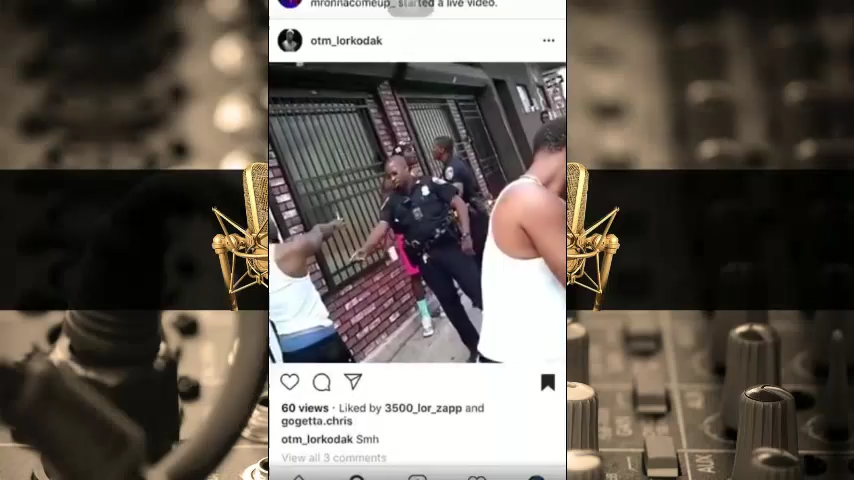 mronnacomeup_ started a live video.
otm_lorkodak
60 views · Liked by 3500_lor_zapp and
gogetta.chris
otm_lorkodak Smh
View all 3 comments
AUX